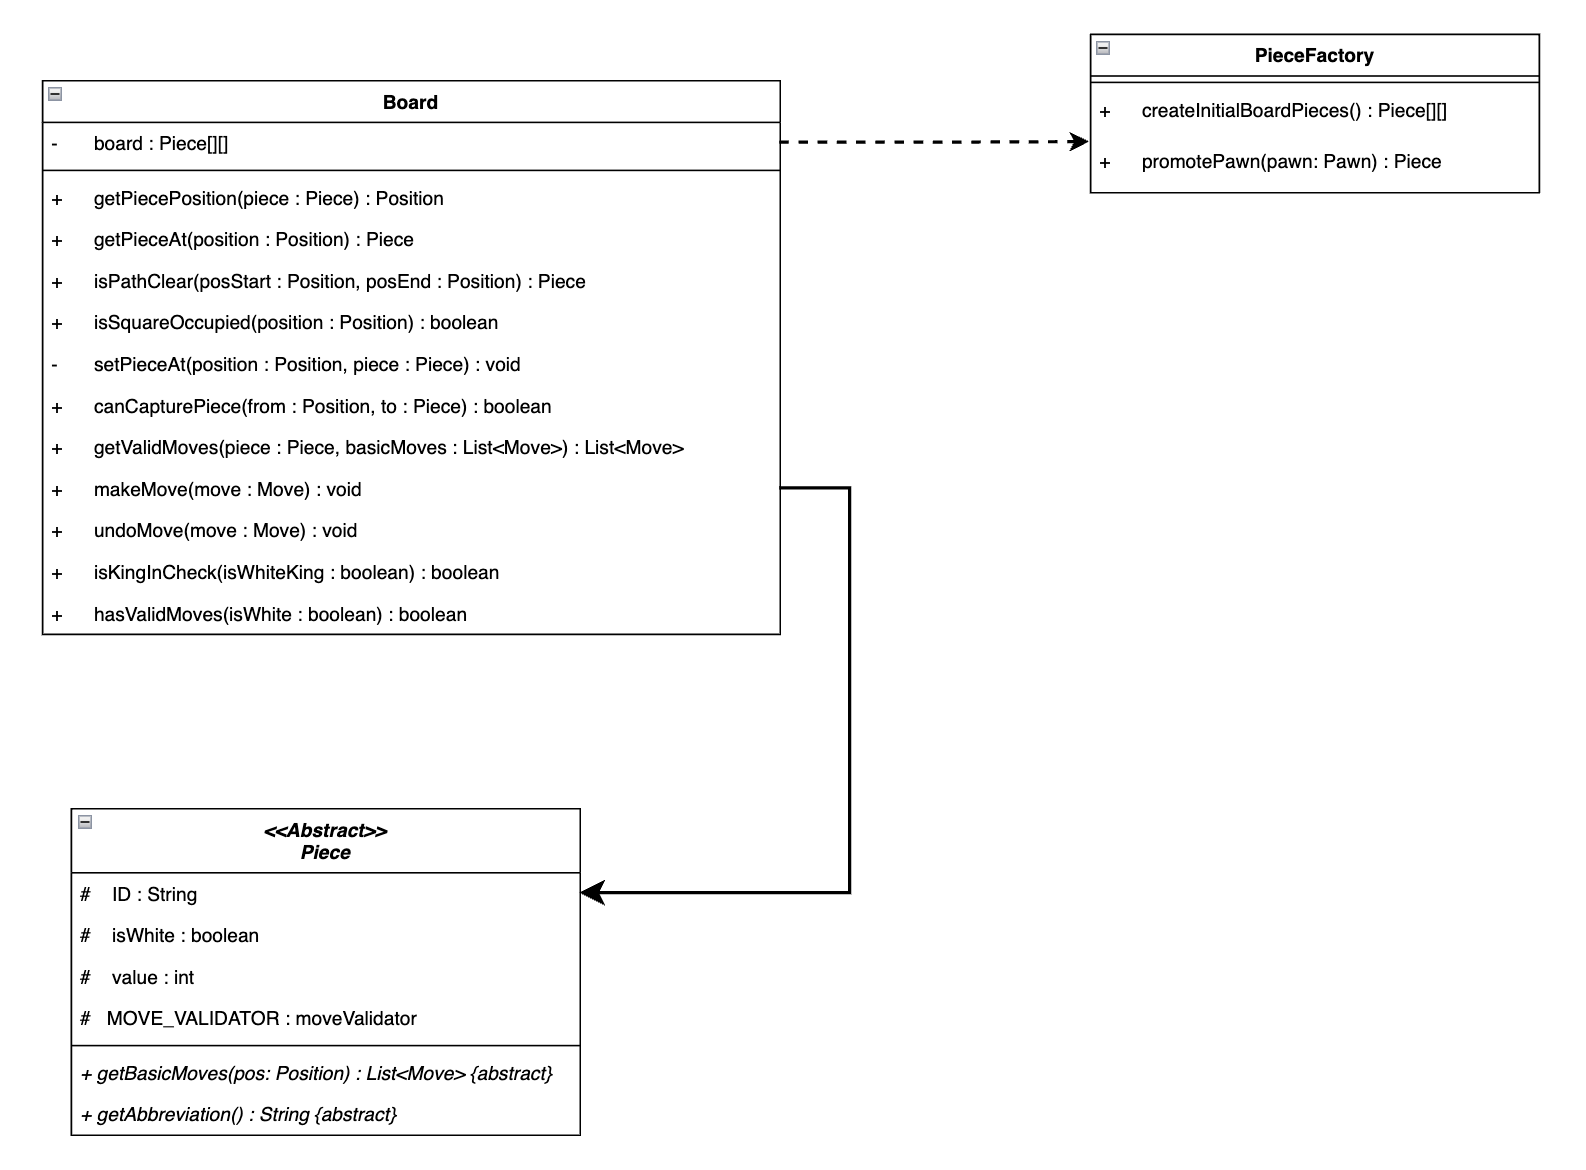 Board
- board : Piece[][]
+ getPiecePosition(piece : Piece) : Position
+ getPieceAt(position : Position) : Piece
+ isPathClear(posStart : Position, posEnd : Position) : Piece
+ isSquareOccupied(position : Position) : boolean
- setPieceAt(position : Position, piece : Piece) : void
+ canCapturePiece(from : Position, to : Piece) : boolean
+ getValidMoves(piece : Piece, basicMoves : List<Move>) : List<Move>
+ makeMove(move : Move) : void
+ undoMove(move : Move) : void
+ isKingInCheck(isWhiteKing : boolean) : boolean
+ hasValidMoves(isWhite : boolean) : boolean
PieceFactory
+ createInitialBoardPieces() : Piece[][]
+ promotePawn(pawn: Pawn) : Piece
<<Abstract>>
Piece
# ID : String
# isWhite : boolean
# value : int
# MOVE_VALIDATOR : moveValidator
+ getBasicMoves(pos: Position) : List<Move> {abstract}
+ getAbbreviation() : String {abstract}